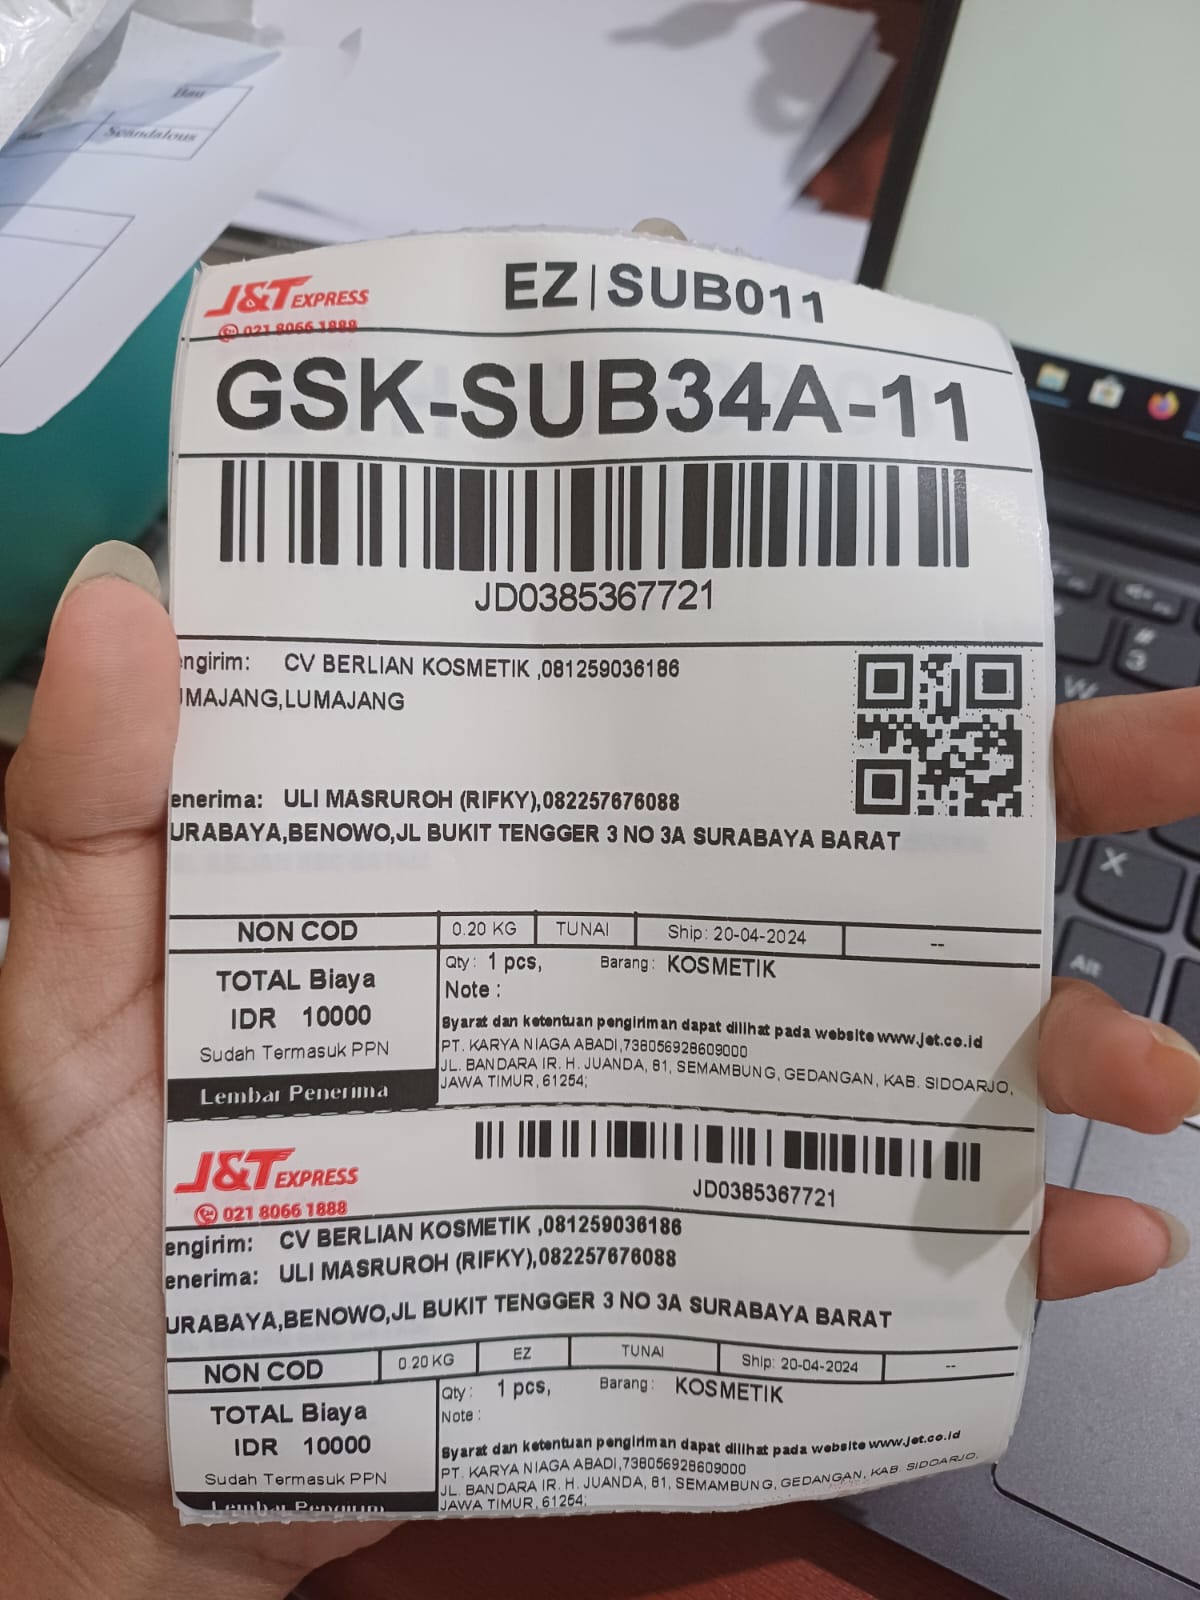 Bau
Scandalous
J&T EXPRESS
021 8066 1888
EZ|SUB011
GSK-SUB34A-11
JD0385367721
engirim: CV BERLIAN KOSMETIK ,081259036186
UMAJANG,LUMAJANG
enerima: ULI MASRUROH (RIFKY),082257676088
URABAYA,BENOWO,JL BUKIT TENGGER 3 NO 3A SURABAYA BARAT
NON COD 0.20 KG TUNAI Ship: 20-04-2024 --
TOTAL Biaya
IDR 10000
Sudah Termasuk PPN
Lembar Penerima
Qty : 1 pcs, Barang : KOSMETIK
Note :
Syarat dan ketentuan pengiriman dapat dilihat pada website www.jet.co.id
PT. KARYA NIAGA ABADI,738056928609000
JL. BANDARA IR. H. JUANDA, 81, SEMAMBUNG, GEDANGAN, KAB. SIDOARJO,
JAWA TIMUR, 61254;
J&T EXPRESS
021 8066 1888
JD0385367721
engirim: CV BERLIAN KOSMETIK ,081259036186
enerima: ULI MASRUROH (RIFKY),082257676088
URABAYA,BENOWO,JL BUKIT TENGGER 3 NO 3A SURABAYA BARAT
NON COD 0.20 KG EZ TUNAI Ship: 20-04-2024 --
TOTAL Biaya
IDR 10000
Sudah Termasuk PPN
Lembar Pengirim
Qty : 1 pcs, Barang : KOSMETIK
Note :
Syarat dan ketentuan pengiriman dapat dilihat pada website www.jet.co.id
PT. KARYA NIAGA ABADI,738056928609000
JL. BANDARA IR. H. JUANDA, 81, SEMAMBUNG, GEDANGAN, KAB. SIDOARJO,
JAWA TIMUR, 61254;
#
3
W
X
Alt